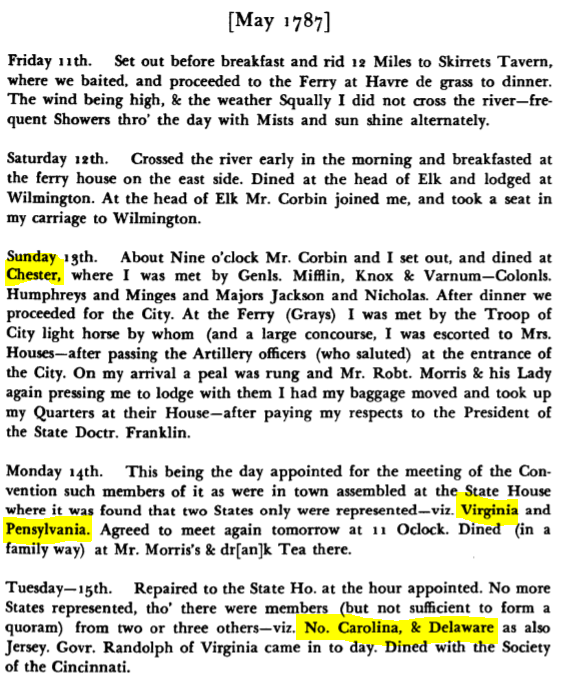 [May 1787]
Friday 11th. Set out before breakfast and rid 12 Miles to Skirrets Tavern,
where we baited, and proceeded to the Ferry at Havre de grass to dinner.
The wind being high, & the weather Squally I did not cross the river—fre-
quent Showers thro' the day with Mists and sun shine alternately.
Saturday 12th. Crossed the river early in the morning and breakfasted at
the ferry house on the east side. Dined at the head of Elk and lodged at
Wilmington. At the head of Elk Mr. Corbin joined me, and took a seat in
my carriage to Wilmington.
Sunday 13th. About Nine o'clock Mr. Corbin and I set out, and dined at
Chester, where I was met by Genls. Mifflin, Knox & Varnum—Colonls.
Humphreys and Minges and Majors Jackson and Nicholas. After dinner we
proceeded for the City. At the Ferry (Grays) I was met by the Troop of
City light horse by whom (and a large concourse, I was escorted to Mrs.
Houses—after passing the Artillery officers (who saluted) at the entrance of
the City. On my arrival a peal was rung and Mr. Robt. Morris & his Lady
again pressing me to lodge with them I had my baggage moved and took up
my Quarters at their House—after paying my respects to the President of
the State Doctr. Franklin.
Monday 14th. This being the day appointed for the meeting of the Con-
vention such members of it as were in town assembled at the State House
where it was found that two States only were represented—viz. Virginia and
Pensylvania. Agreed to meet again tomorrow at 11 Oclock. Dined (in a
family way) at Mr. Morris's & dr[an]k Tea there.
Tuesday—15th. Repaired to the State Ho. at the hour appointed. No more
States represented, tho' there were members (but not sufficient to form a
quoram) from two or three others—viz. No. Carolina, & Delaware as also
Jersey. Govr. Randolph of Virginia came in to day. Dined with the Society
of the Cincinnati.